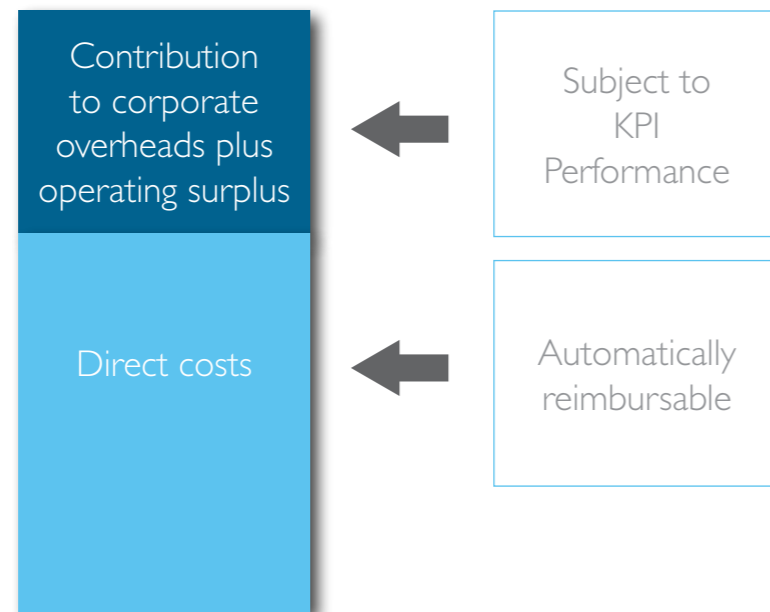 Contribution
to corporate
overheads plus
operating surplus
Subject to
KPI
Performance
Direct costs
Automatically
reimbursable